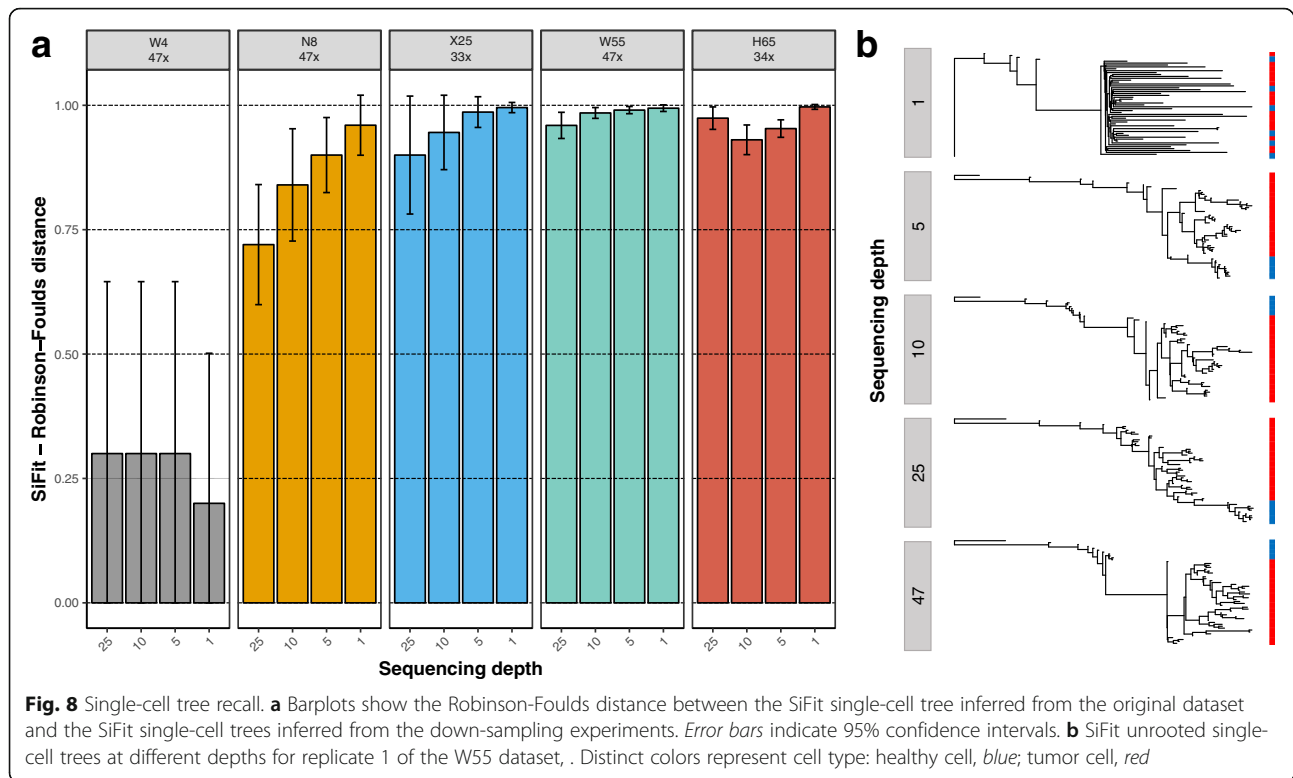 a
W4
47x
N8
47x
X25
33x
W55
47x
H65
34x
SiFit – Robinson–Foulds distance
1.00
0.75
0.50
0.25
0.00
25 10 5 1
25 10 5 1
25 10 5 1
25 10 5 1
25 10 5 1
Sequencing depth
b
Sequencing depth
1
5
10
25
47
Fig. 8 Single-cell tree recall. a Barplots show the Robinson-Foulds distance between the SiFit single-cell tree inferred from the original dataset
and the SiFit single-cell trees inferred from the down-sampling experiments. Error bars indicate 95% confidence intervals. b SiFit unrooted single-
cell trees at different depths for replicate 1 of the W55 dataset, . Distinct colors represent cell type: healthy cell, blue; tumor cell, red